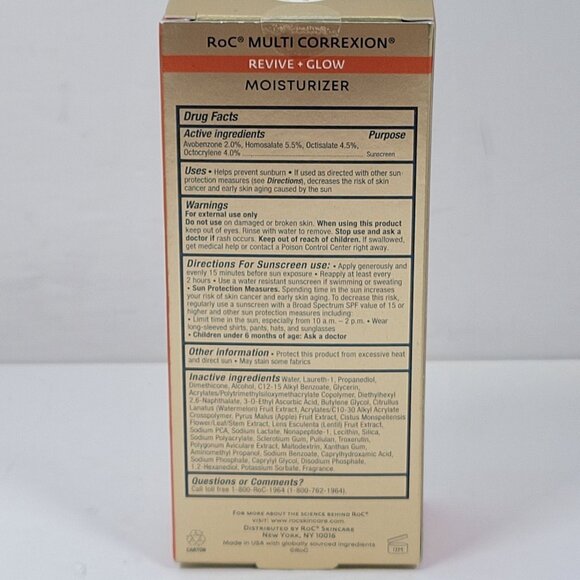 RoC® MULTI CORREXION®
REVIVE + GLOW
MOISTURIZER
Drug Facts
Active ingredients Purpose
Avobenzone 2.0%, Homosalate 5.5%, Octisalate 4.5%,
Octocrylene 4.0% ........ Sunscreen
Uses • Helps prevent sunburn • If used as directed with other sun
protection measures (see Directions), decreases the risk of skin
cancer and early skin aging caused by the sun
Warnings
For external use only
Do not use on damaged or broken skin. When using this product
keep out of eyes. Rinse with water to remove. Stop use and ask a
doctor if rash occurs. Keep out of reach of children. If swallowed,
get medical help or contact a Poison Control Center right away.
Directions For Sunscreen use: • Apply generously and
evenly 15 minutes before sun exposure • Reapply at least every
2 hours • Use a water resistant sunscreen if swimming or sweating
• Sun Protection Measures. Spending time in the sun increases
your risk of skin cancer and early skin aging. To decrease this risk,
regularly use a sunscreen with a Broad Spectrum SPF value of 15 or
higher and other sun protection measures including:
• Limit time in the sun, especially from 10 a.m. – 2 p.m. • Wear
long-sleeved shirts, pants, hats, and sunglasses
• Children under 6 months of age: Ask a doctor
Other information • Protect this product from excessive heat
and direct sun • May stain some fabrics
Inactive ingredients Water, Laureth-1, Propanediol,
Dimethicone, Alcohol, C12-15 Alkyl Benzoate, Glycerin,
Acrylates/Polytrimethylsiloxymethacrylate Copolymer, Diethylhexyl
2,6-Naphthalate, 3-O-Ethyl Ascorbic Acid, Butylene Glycol, Citrullus
Lanatus (Watermelon) Fruit Extract, Acrylates/C10-30 Alkyl Acrylate
Crosspolymer, Pyrus Malus (Apple) Fruit Extract, Cistus Monspeliensis
Flower/Leaf/Stem Extract, Lens Esculenta (Lentil) Fruit Extract,
Sodium PCA, Sodium Lactate, Nonapeptide-1, Lecithin, Silica,
Sodium Polyacrylate, Sclerotium Gum, Pullulan, Troxerutin,
Polygonum Aviculare Extract, Maltodextrin, Xanthan Gum,
Aminomethyl Propanol, Sodium Benzoate, Caprylhydroxamic Acid,
Sodium Phosphate, Caprylyl Glycol, Disodium Phosphate,
1,2-Hexanediol, Potassium Sorbate, Fragrance.
Questions or Comments?
Call toll free 1-800-RoC-1964 (1-800-762-1964).
FOR MORE ABOUT THE SCIENCE BEHIND RoC®
VISIT: www.rocskincare.com
DISTRIBUTED BY RoC® SKINCARE
NEW YORK, NY 10016
Made in USA with globally sourced ingredients
©RoC
CARTON